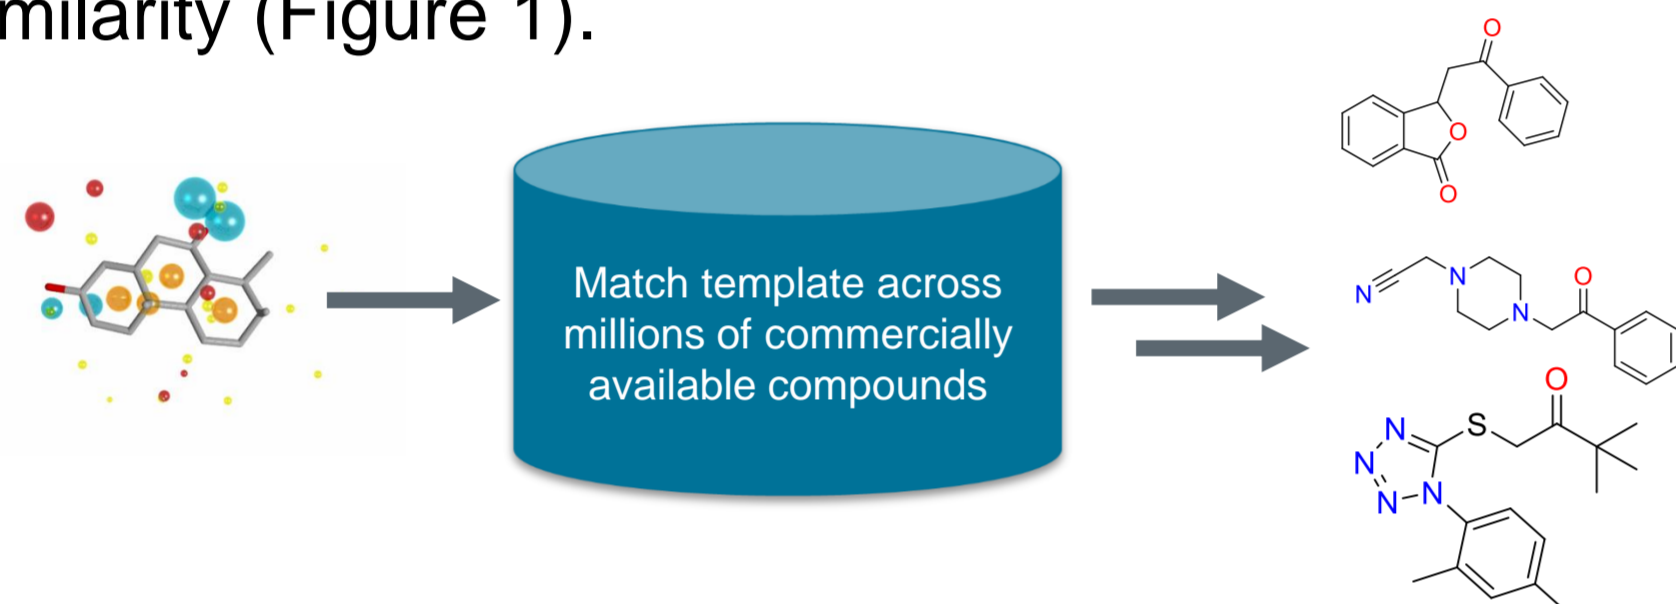 milarity (Figure 1).
Match template across
millions of commercially
available compounds
O
O
O
N
N
N
O
O
S
N
N
N
N